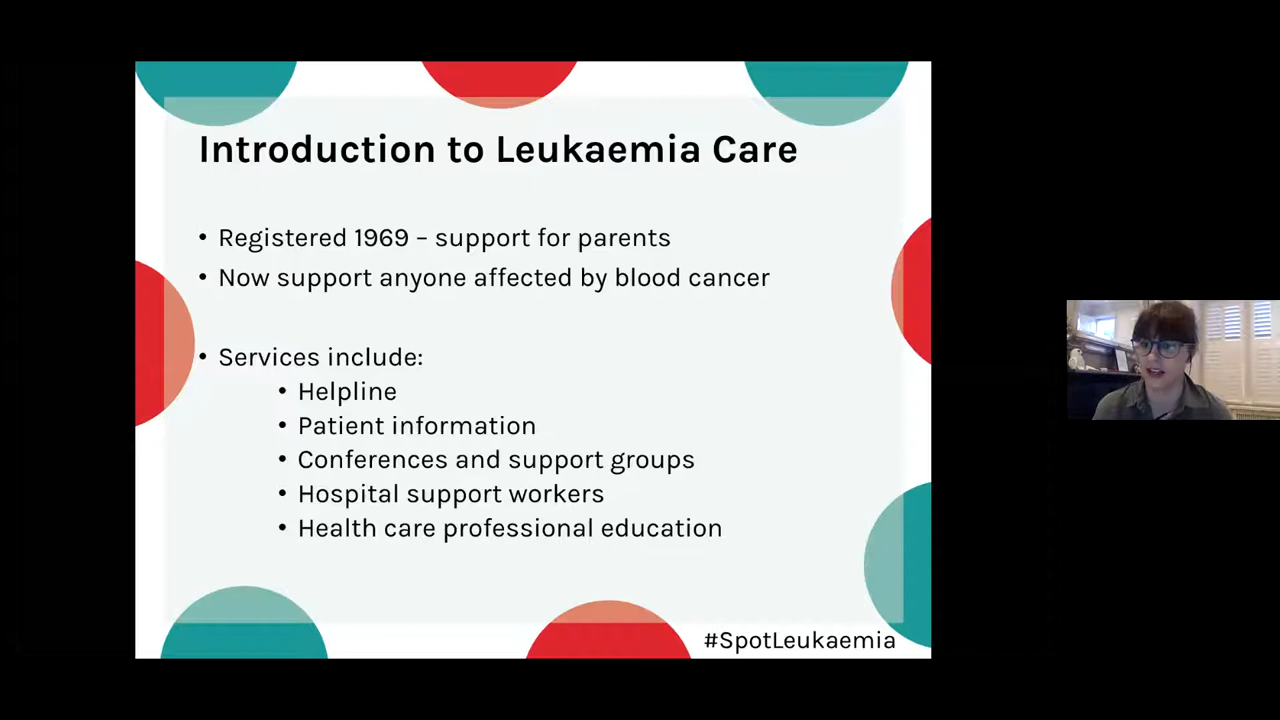 Introduction to Leukaemia Care
• Registered 1969 – support for parents
• Now support anyone affected by blood cancer
• Services include:
• Helpline
• Patient information
• Conferences and support groups
• Hospital support workers
• Health care professional education
#SpotLeukaemia